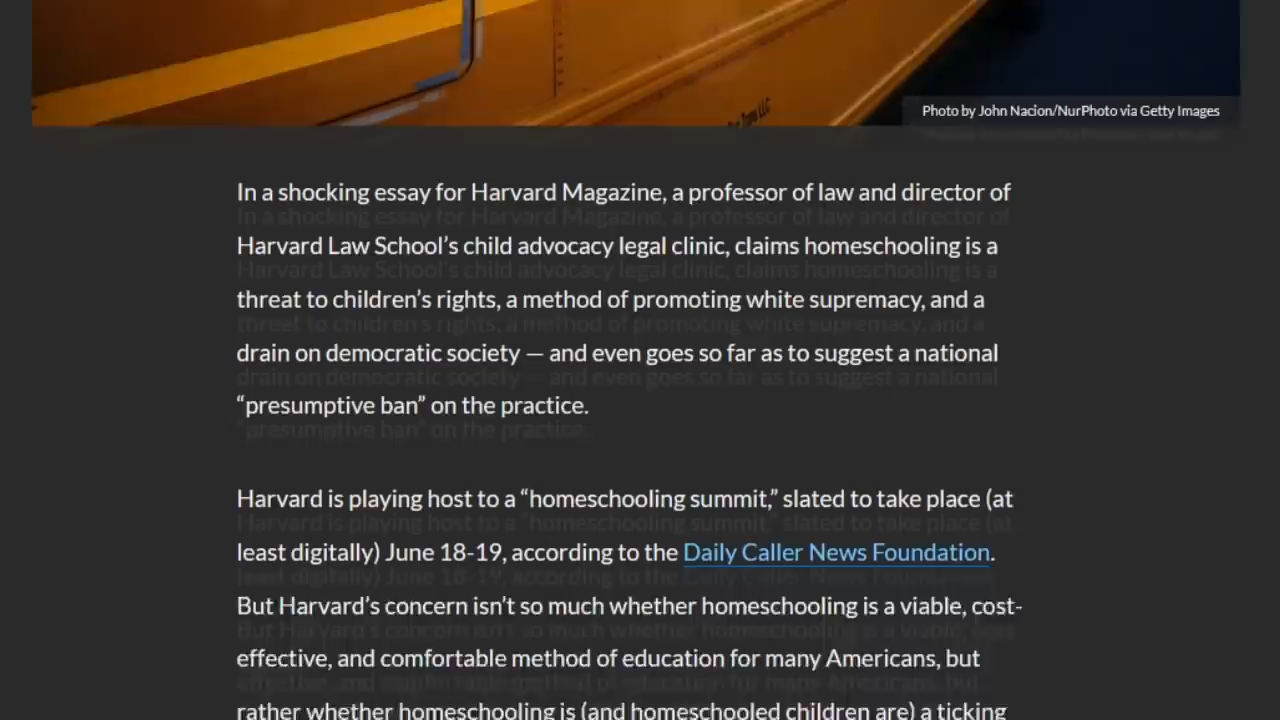 Photo by John Nacion/NurPhoto via Getty Images
In a shocking essay for Harvard Magazine, a professor of law and director of
Harvard Law School’s child advocacy legal clinic, claims homeschooling is a
threat to children’s rights, a method of promoting white supremacy, and a
drain on democratic society — and even goes so far as to suggest a national
“presumptive ban” on the practice.
Harvard is playing host to a “homeschooling summit,” slated to take place (at
least digitally) June 18-19, according to the Daily Caller News Foundation.
But Harvard’s concern isn’t so much whether homeschooling is a viable, cost-
effective, and comfortable method of education for many Americans, but
rather whether homeschooling is (and homeschooled children are) a ticking